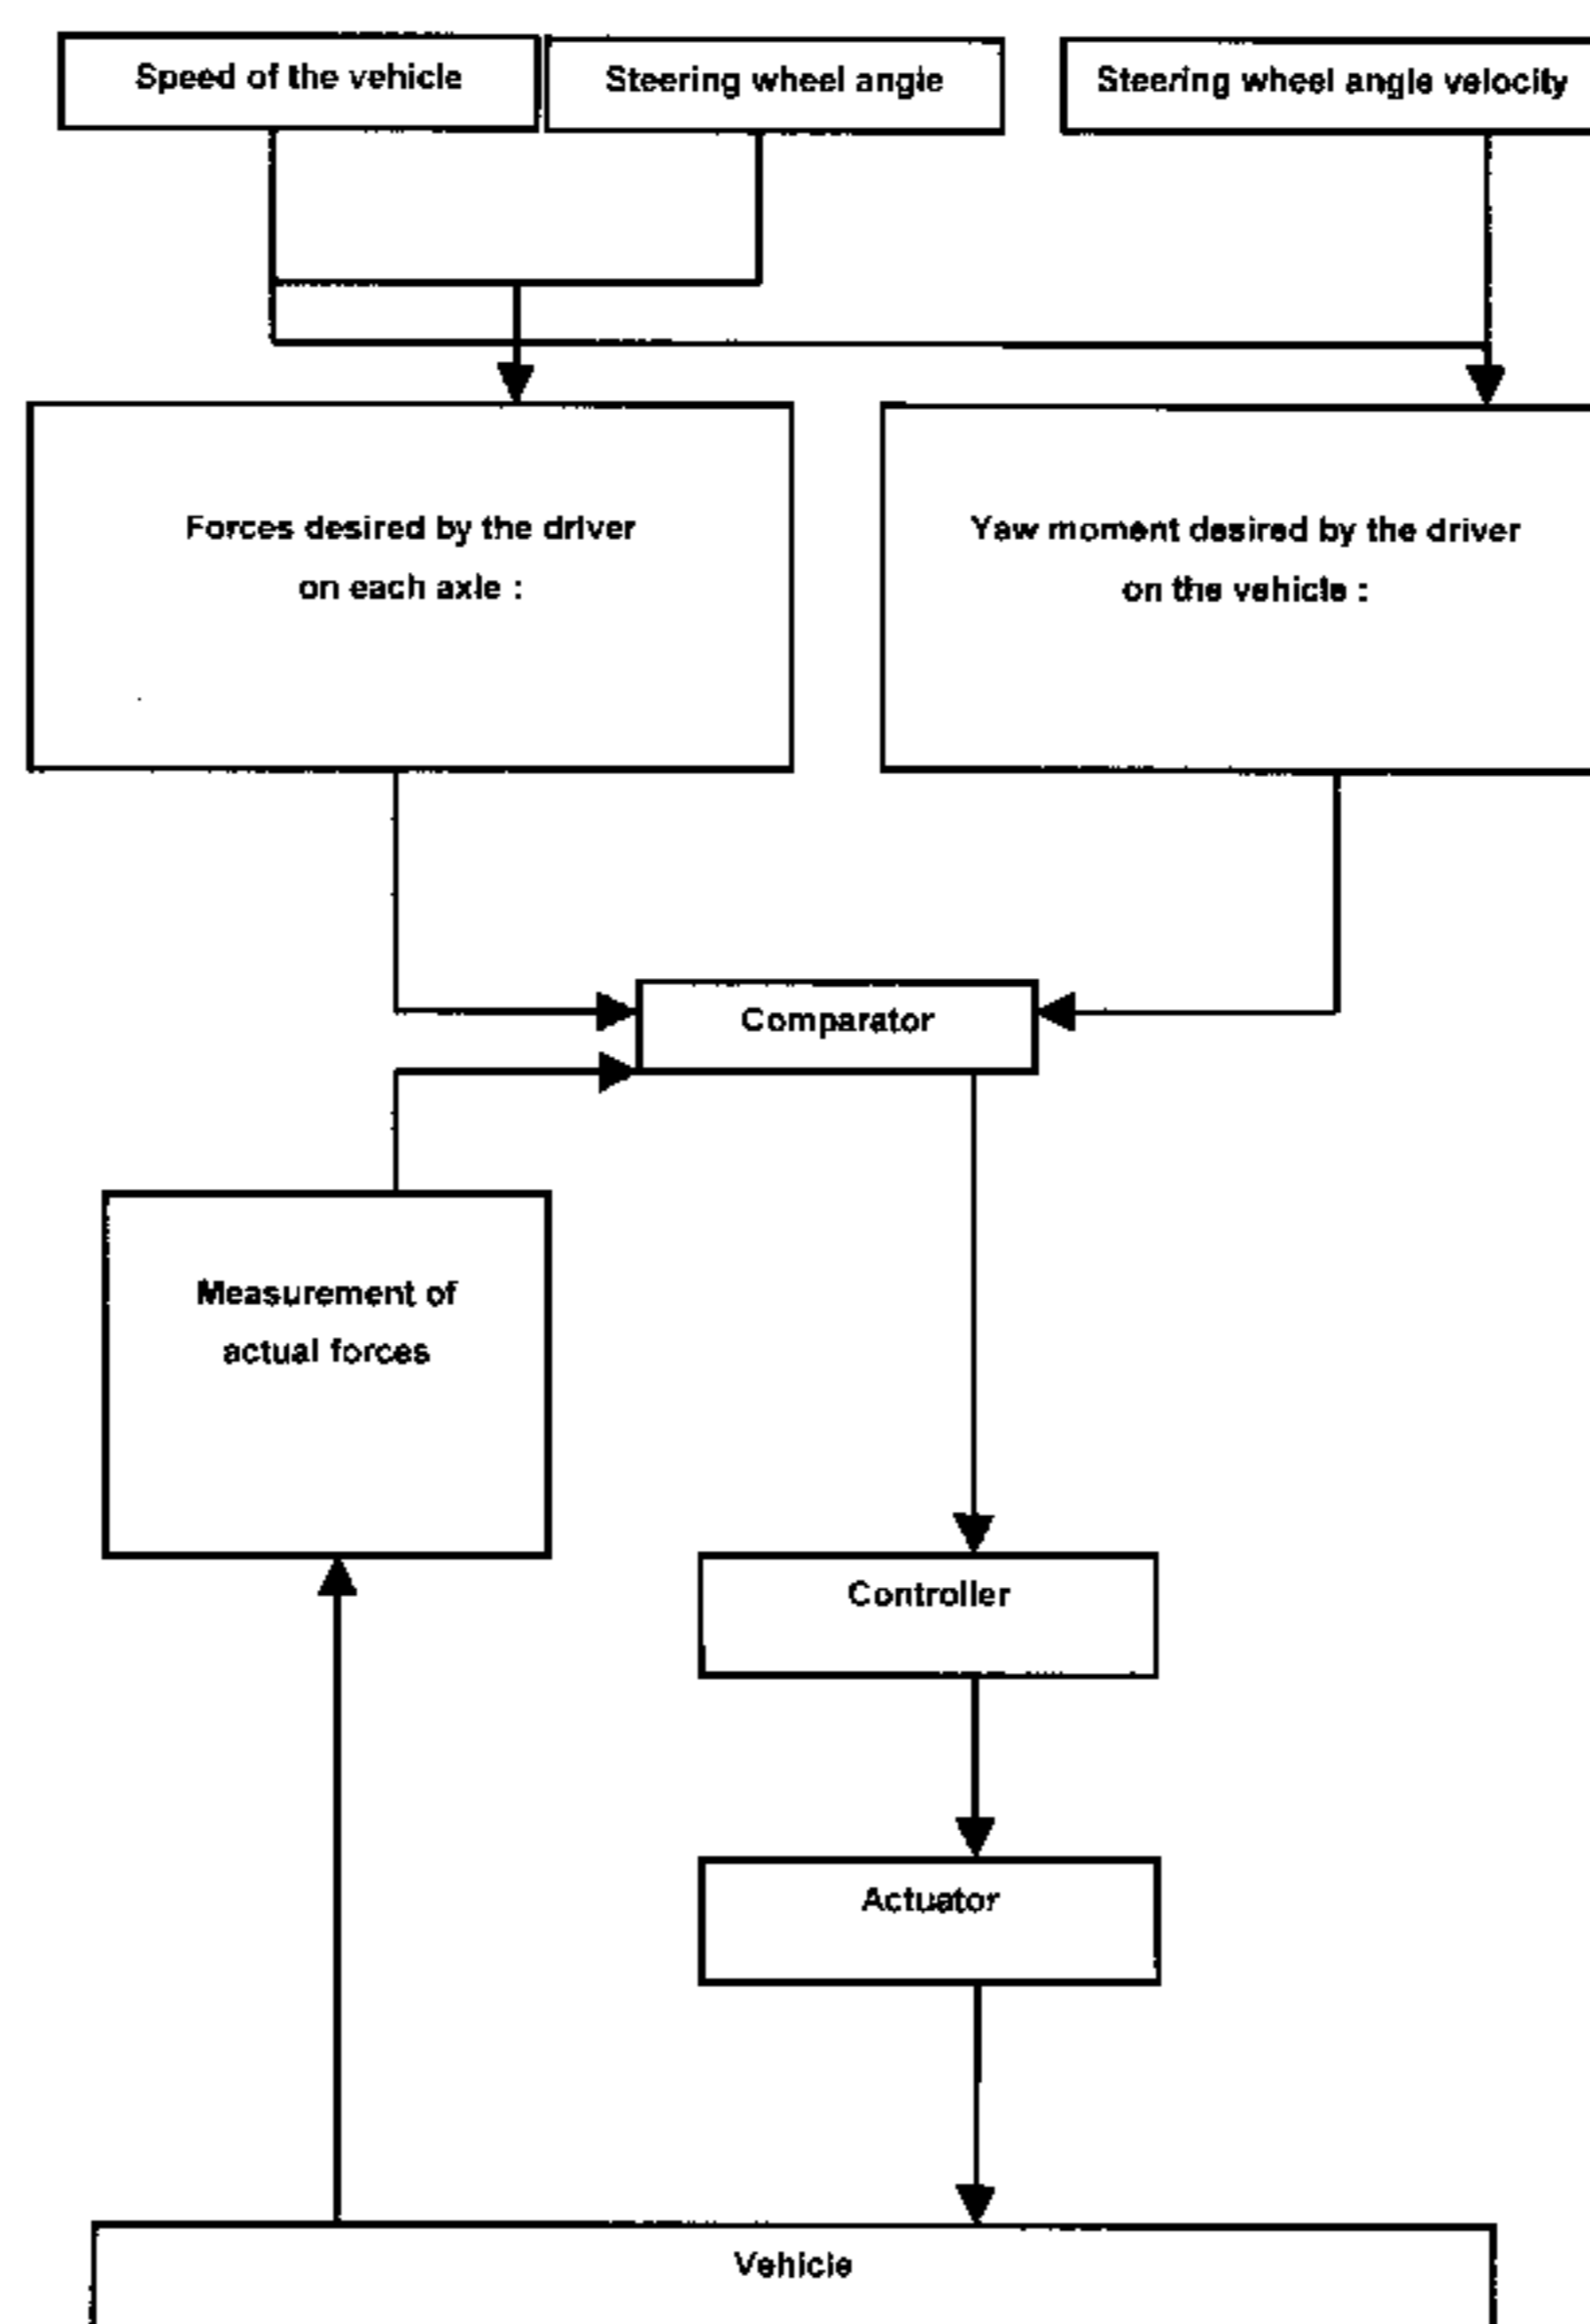 Speed of the vehicle
Steering wheel angle
Steering wheel angle velocity
Forces desired by the driver
on each axle :
Yaw moment desired by the driver
on the vehicle :
Comparator
Measurement of
actual forces
Controller
Actuator
Vehicle